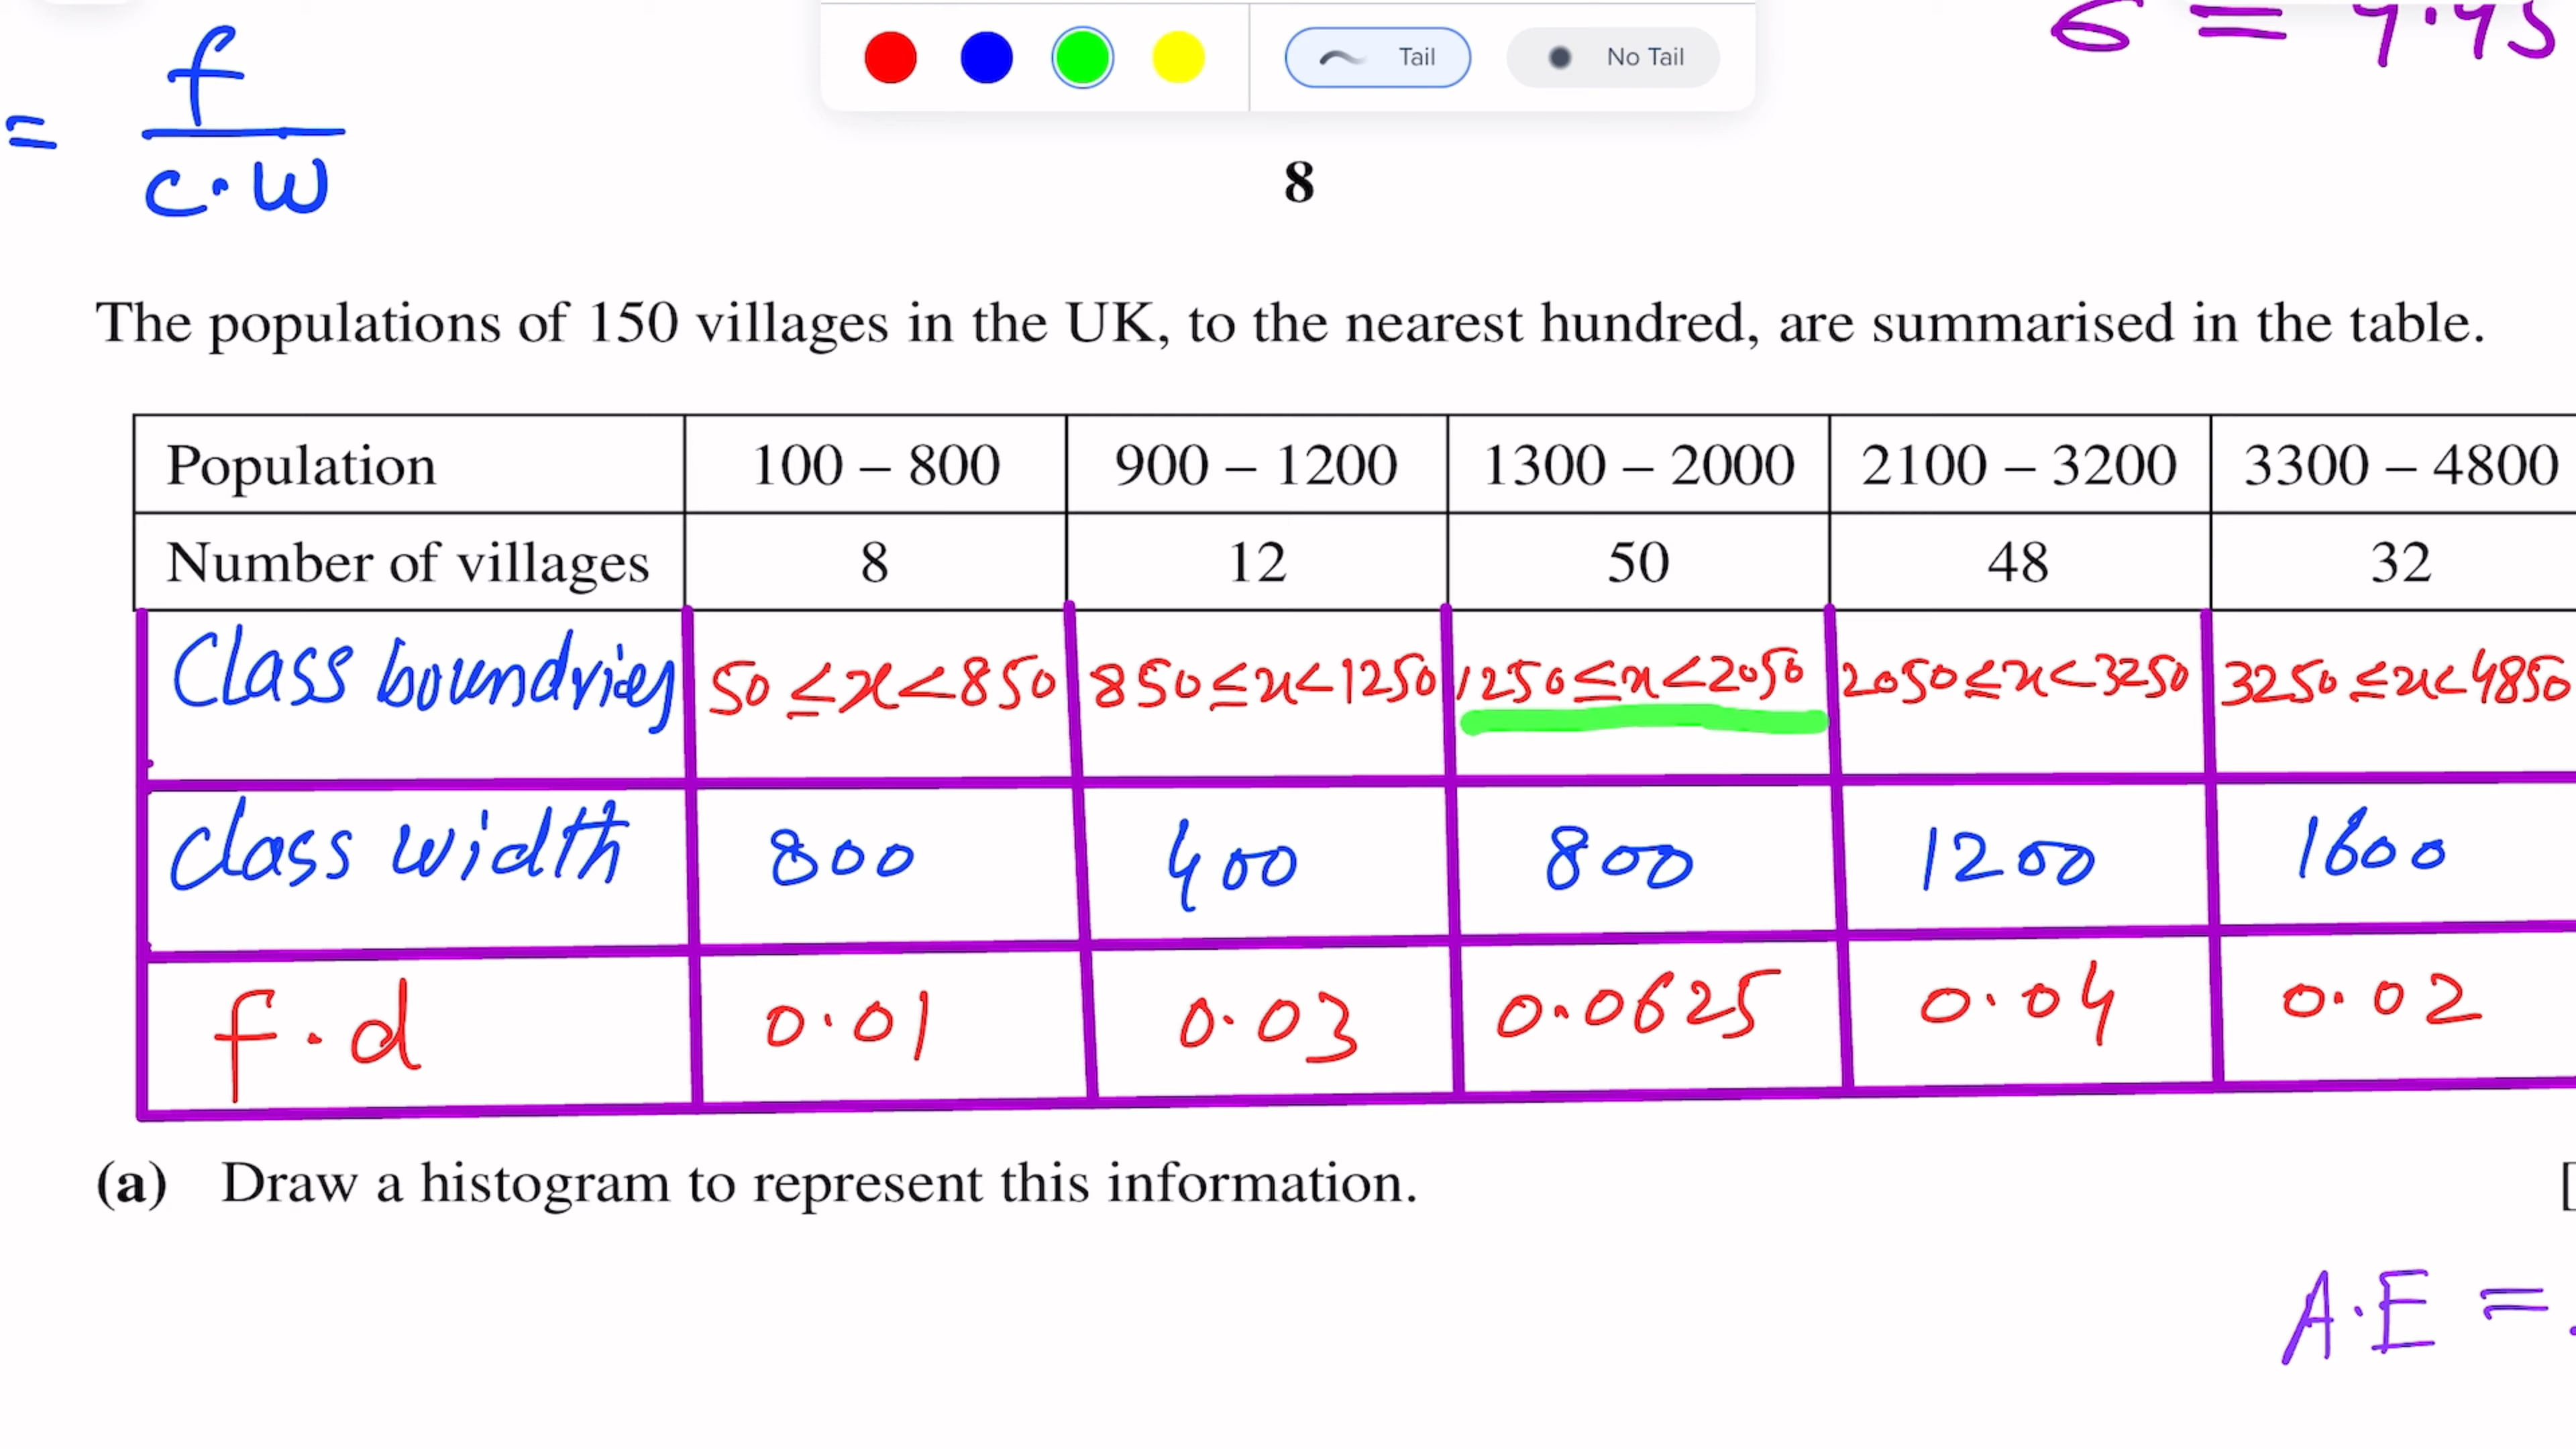 6 = 4.45
Tail No Tail
= f / c.w
8
The populations of 150 villages in the UK, to the nearest hundred, are summarised in the table.
Population 100 – 800 900 – 1200 1300 – 2000 2100 – 3200 3300 – 4800
Number of villages 8 12 50 48 32
Class boundries 50 ≤ x < 850 850 ≤ x < 1250 1250 ≤ x < 2050 2050 ≤ x < 3250 3250 ≤ x < 4850
class width 800 400 800 1200 1600
f.d 0.01 0.03 0.0625 0.04 0.02
(a) Draw a histogram to represent this information. [
A.E =